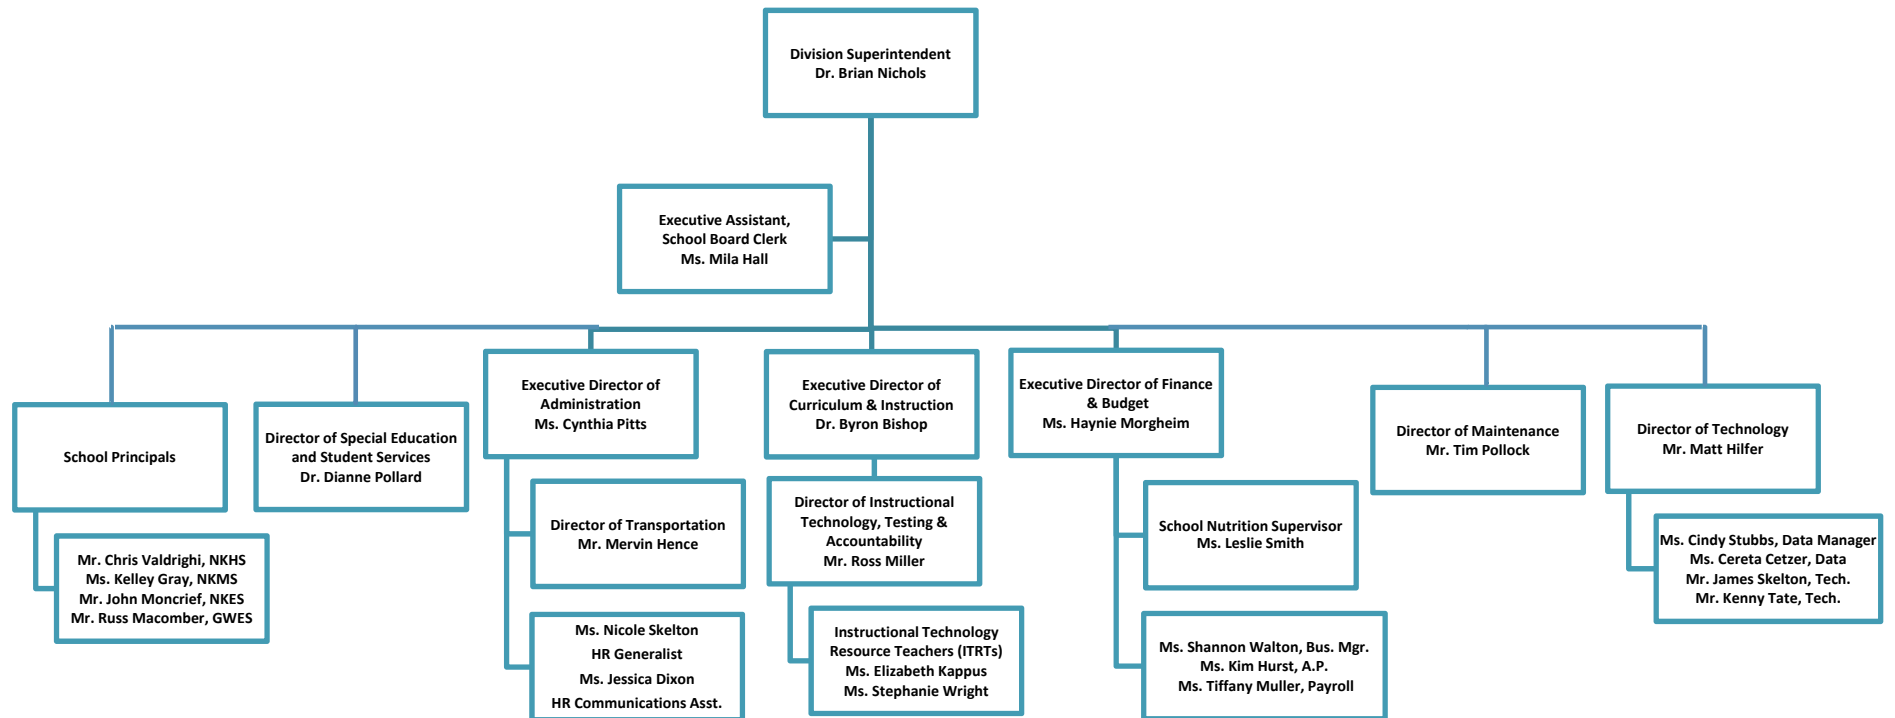 Division Superintendent
Dr. Brian Nichols
Executive Assistant,
School Board Clerk
Ms. Mila Hall
School Principals
Mr. Chris Valdrighi, NKHS
Ms. Kelley Gray, NKMS
Mr. John Moncrief, NKES
Mr. Russ Macomber, GWES
Director of Special Education
and Student Services
Dr. Dianne Pollard
Executive Director of
Administration
Ms. Cynthia Pitts
Director of Transportation
Mr. Mervin Hence
Ms. Nicole Skelton
HR Generalist
Ms. Jessica Dixon
HR Communications Asst.
Executive Director of
Curriculum & Instruction
Dr. Byron Bishop
Director of Instructional
Technology, Testing &
Accountability
Mr. Ross Miller
Instructional Technology
Resource Teachers (ITRTs)
Ms. Elizabeth Kappus
Ms. Stephanie Wright
Executive Director of Finance
& Budget
Ms. Haynie Morgheim
School Nutrition Supervisor
Ms. Leslie Smith
Ms. Shannon Walton, Bus. Mgr.
Ms. Kim Hurst, A.P.
Ms. Tiffany Muller, Payroll
Director of Maintenance
Mr. Tim Pollock
Director of Technology
Mr. Matt Hilfer
Ms. Cindy Stubbs, Data Manager
Ms. Cereta Cetzer, Data
Mr. James Skelton, Tech.
Mr. Kenny Tate, Tech.